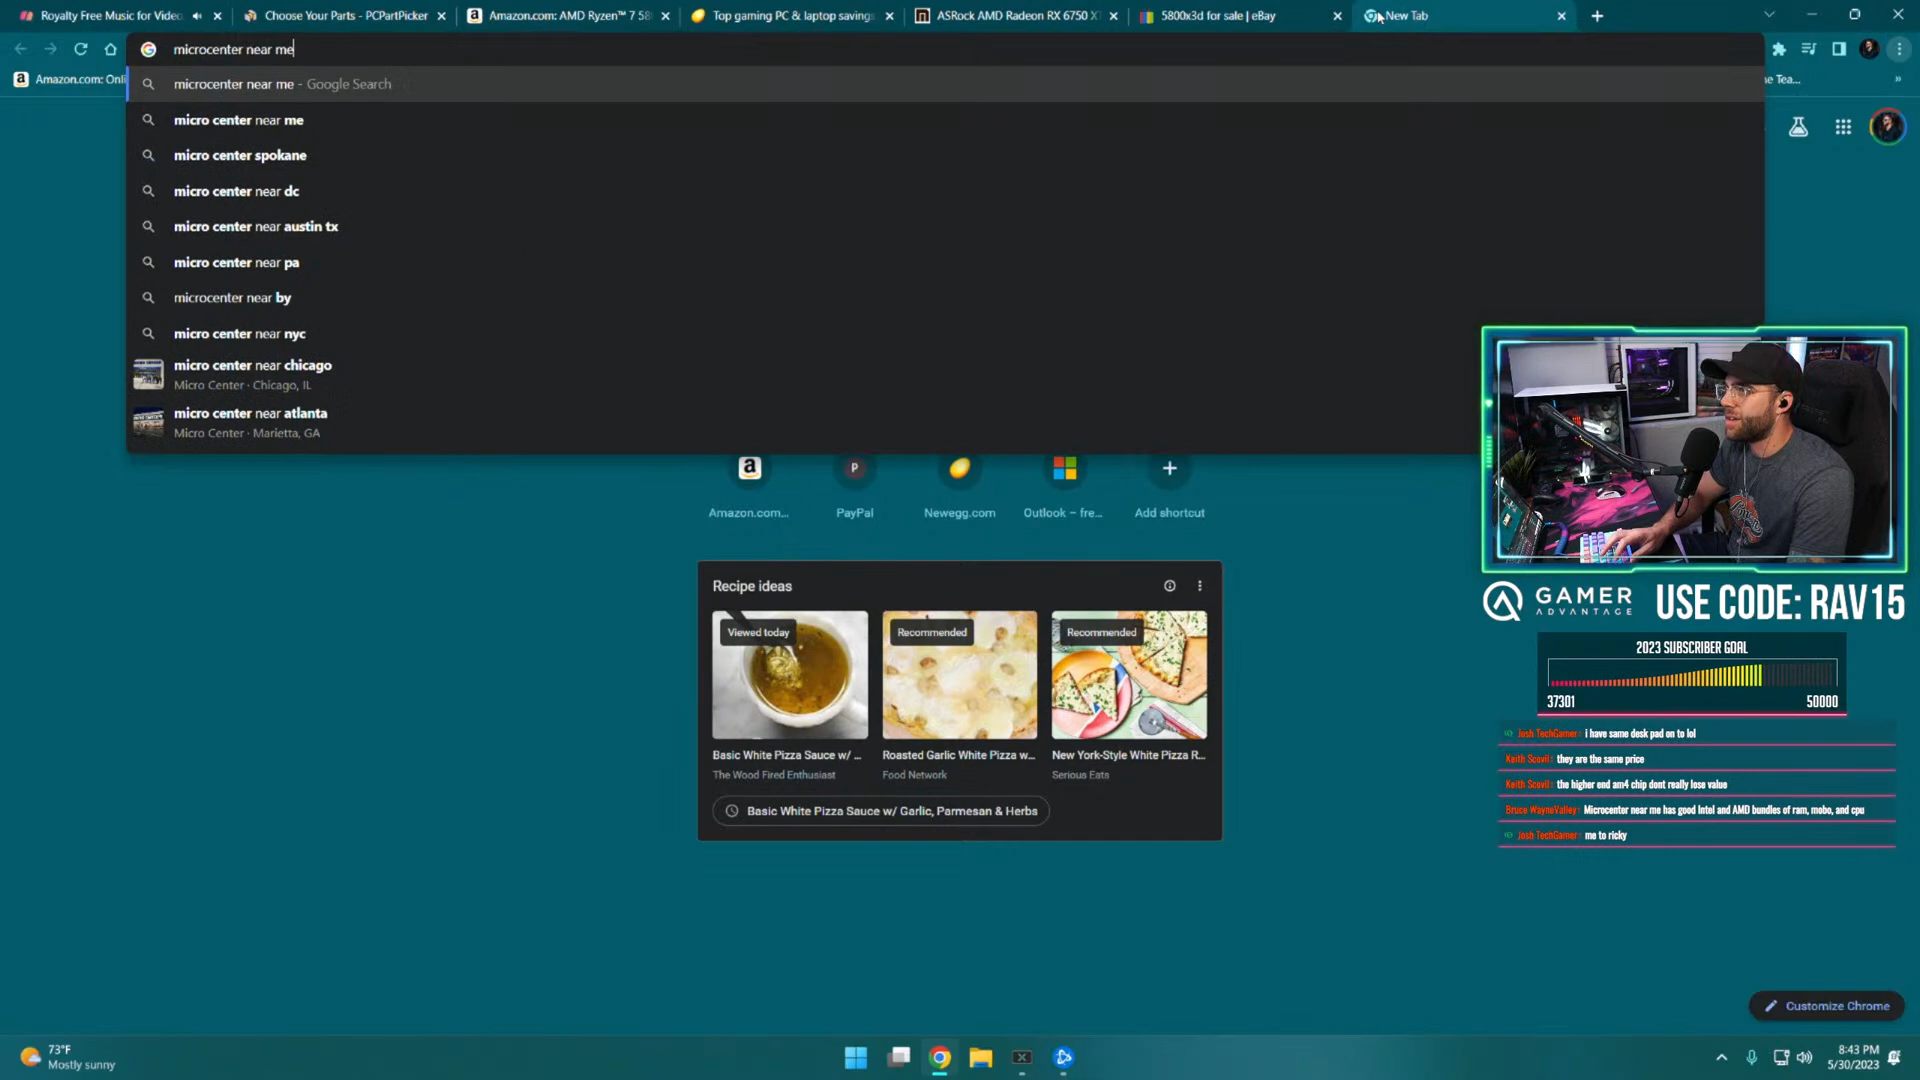 Royalty Free Music for Video
Choose Your Parts - PCPartPicker
Amazon.com: AMD Ryzen™ 7 58
Top gaming PC & laptop savings
ASRock AMD Radeon RX 6750 X
5800x3d for sale | eBay
New Tab
microcenter near me
Amazon.com: Onli
he Tea...
microcenter near me - Google Search
micro center near me
micro center spokane
micro center near dc
micro center near austin tx
micro center near pa
microcenter near by
micro center near nyc
micro center near chicago
Micro Center · Chicago, IL
micro center near atlanta
Micro Center · Marietta, GA
Amazon.com...
PayPal
Newegg.com
Outlook – fre...
Add shortcut
Recipe ideas
Viewed today
Recommended
Recommended
Basic White Pizza Sauce w/ ...
The Wood Fired Enthusiast
Roasted Garlic White Pizza w...
Food Network
New York-Style White Pizza R...
Serious Eats
Basic White Pizza Sauce w/ Garlic, Parmesan & Herbs
GAMER
ADVANTAGE
USE CODE: RAV15
2023 SUBSCRIBER GOAL
37301
50000
Josh TechGamer: i have same desk pad on to lol
Keith Scovil: they are the same price
Keith Scovil: the higher end am4 chip dont really lose value
Bruce WayneValley: Microcenter near me has good Intel and AMD bundles of ram, mobo, and cpu
Josh TechGamer: me to ricky
Customize Chrome
73°F
Mostly sunny
8:43 PM
5/30/2023